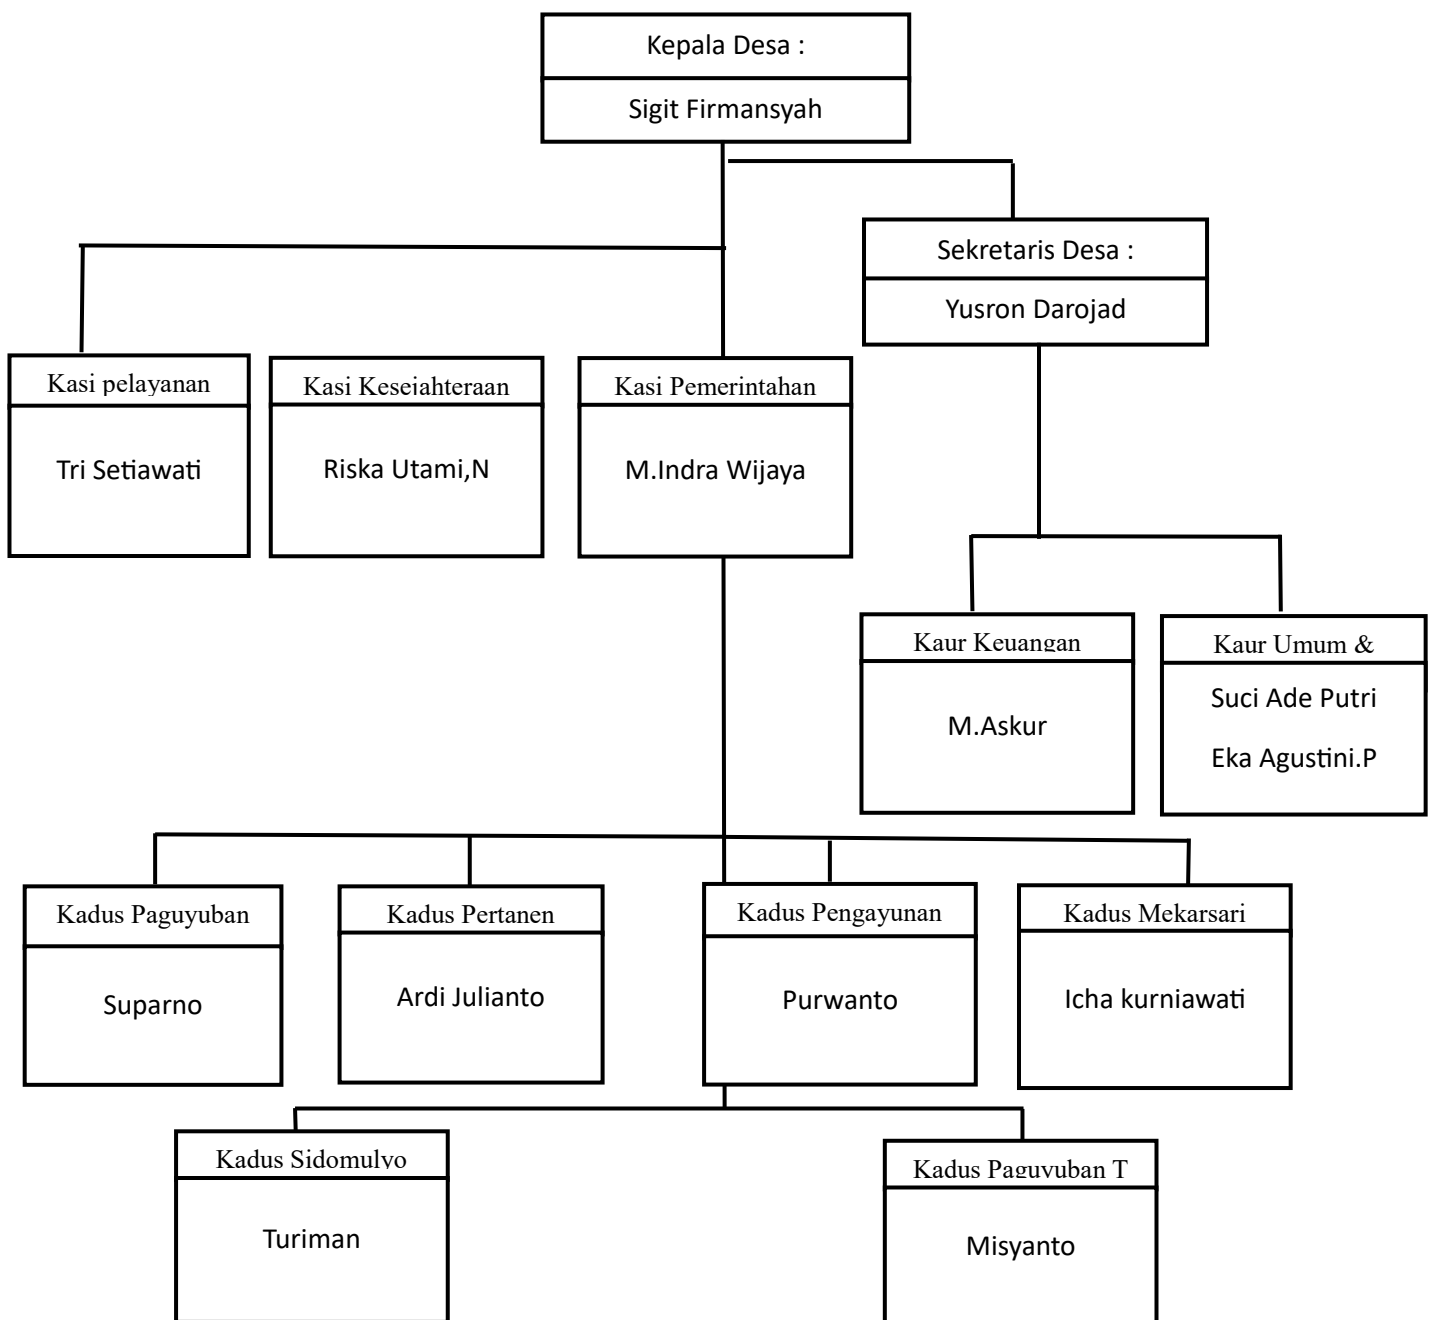 Kepala Desa :
Sigit Firmansyah
Sekretaris Desa :
Yusron Darojad
Kasi pelayanan
Tri Setiawati
Kasi Kesejahteraan
Riska Utami,N
Kasi Pemerintahan
M.Indra Wijaya
Kaur Keuangan
M.Askur
Kaur Umum &
Suci Ade Putri
Eka Agustini.P
Kadus Paguyuban
Suparno
Kadus Pertanen
Ardi Julianto
Kadus Pengayunan
Purwanto
Kadus Mekarsari
Icha kurniawati
Kadus Sidomulyo
Turiman
Kadus Paguyuban T
Misyanto